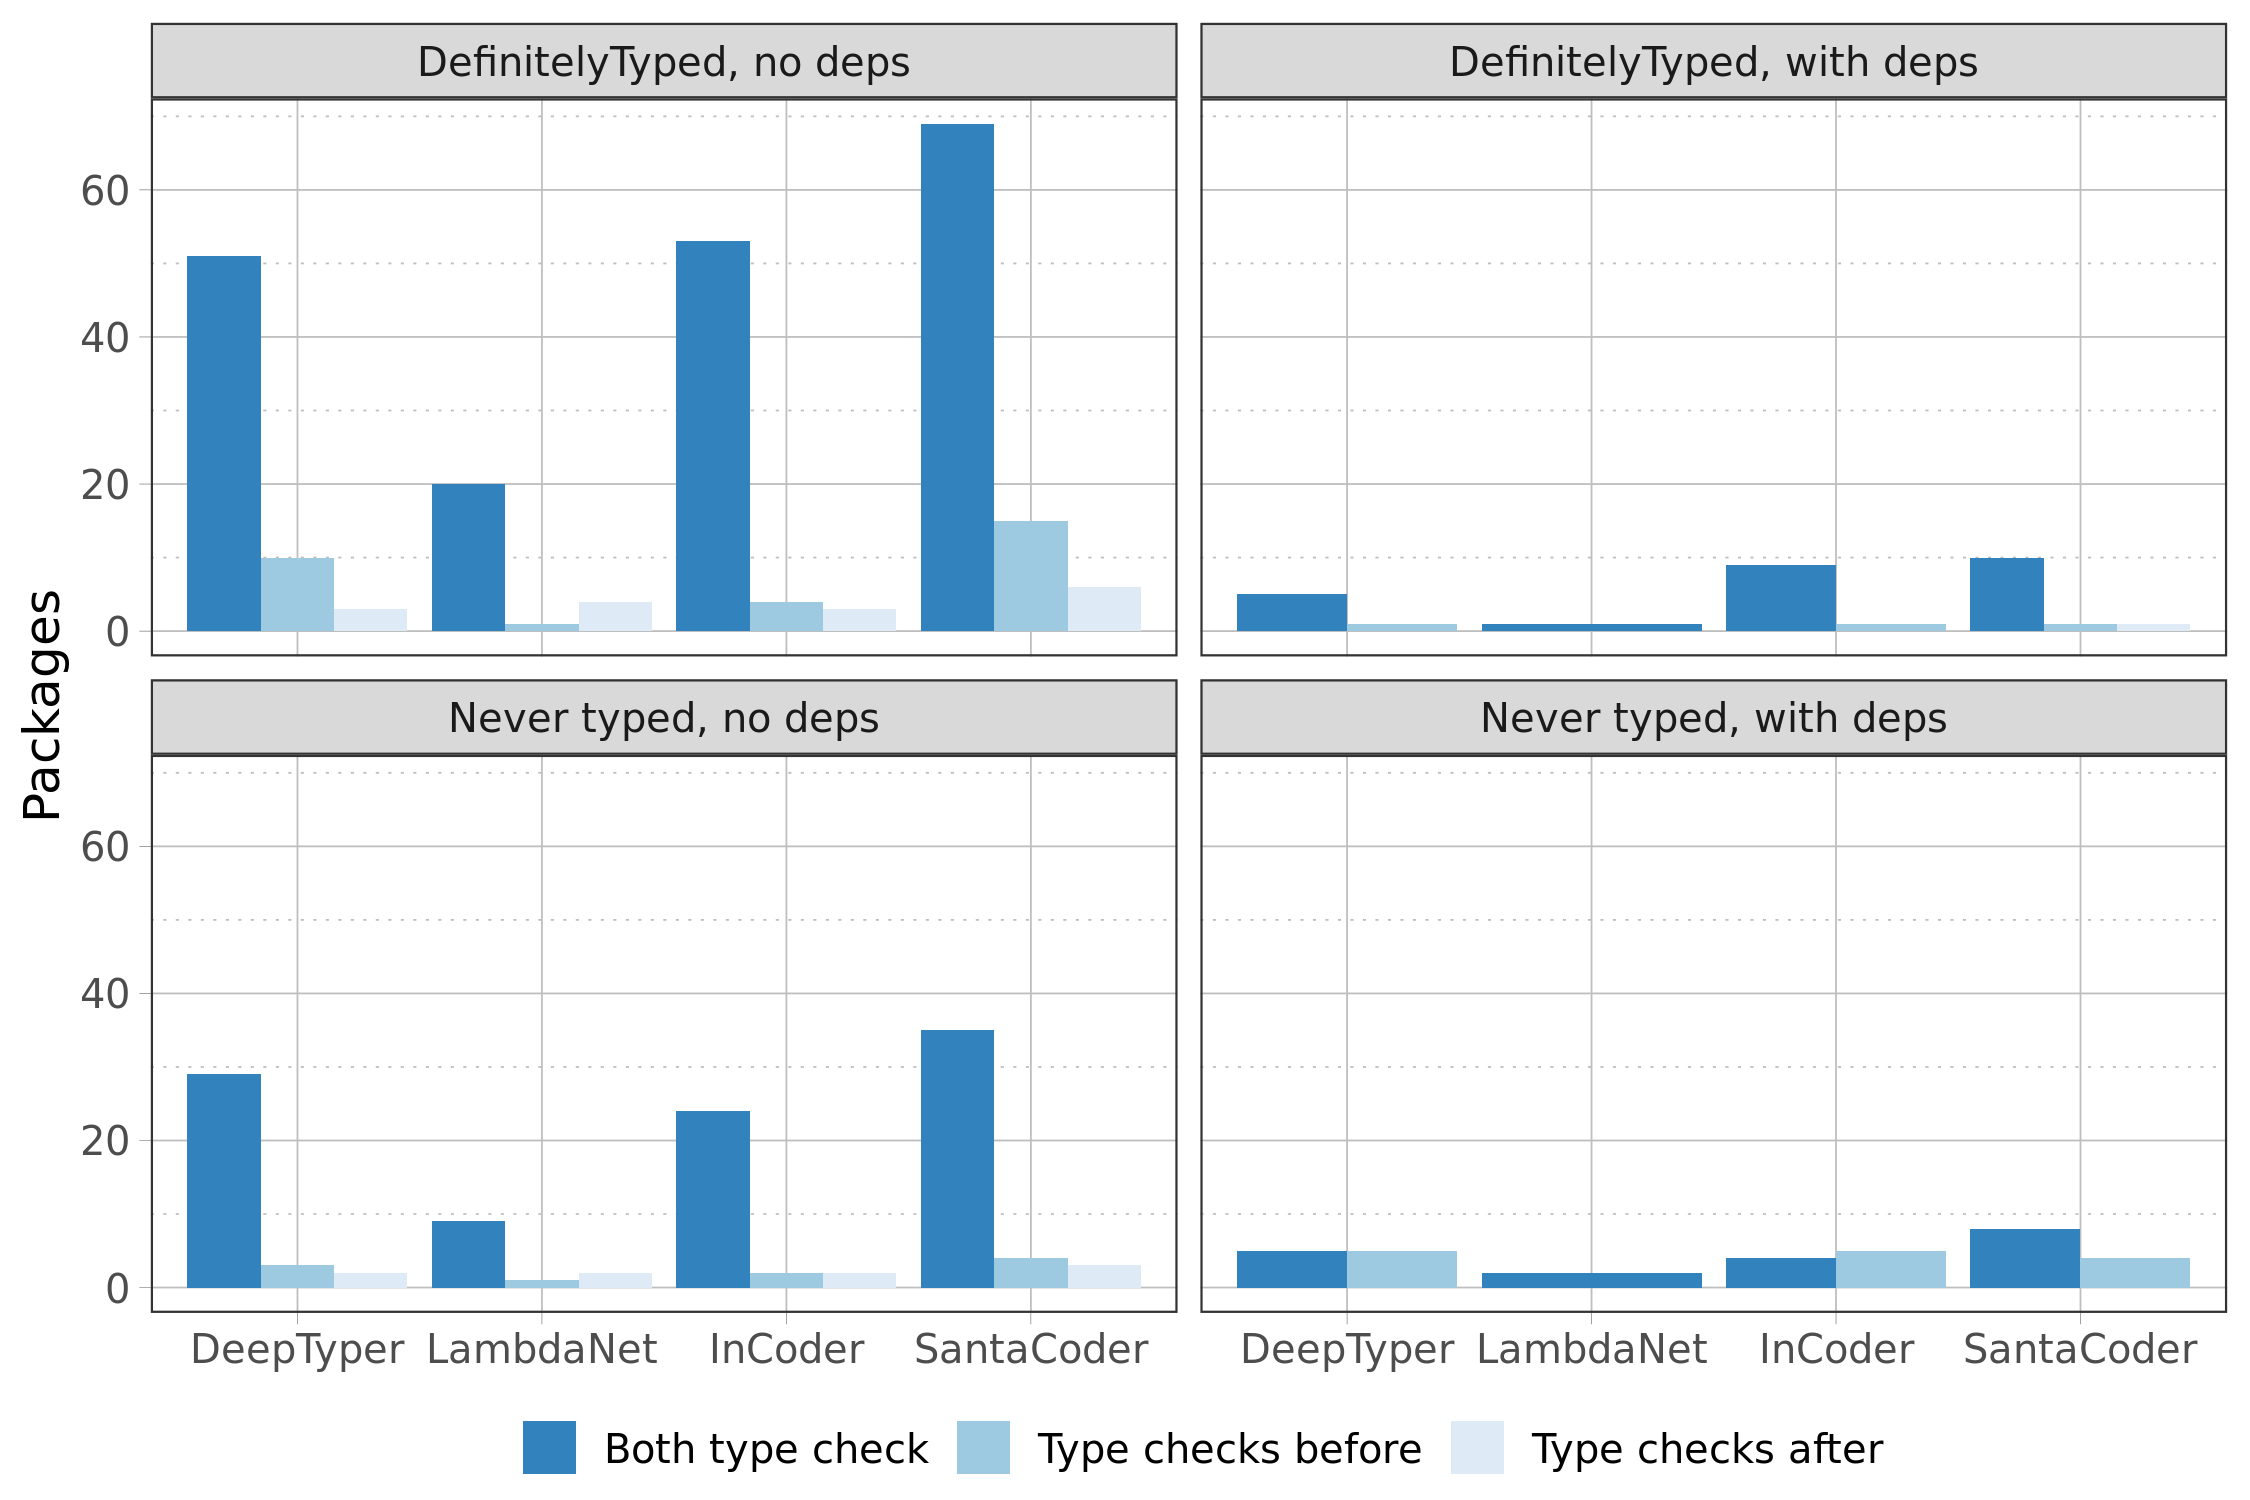 DefinitelyTyped, no deps
DefinitelyTyped, with deps
60
40
20
0
Packages
Never typed, no deps
Never typed, with deps
60
40
20
0
DeepTyper LambdaNet InCoder SantaCoder
DeepTyper LambdaNet InCoder SantaCoder
Both type check Type checks before Type checks after